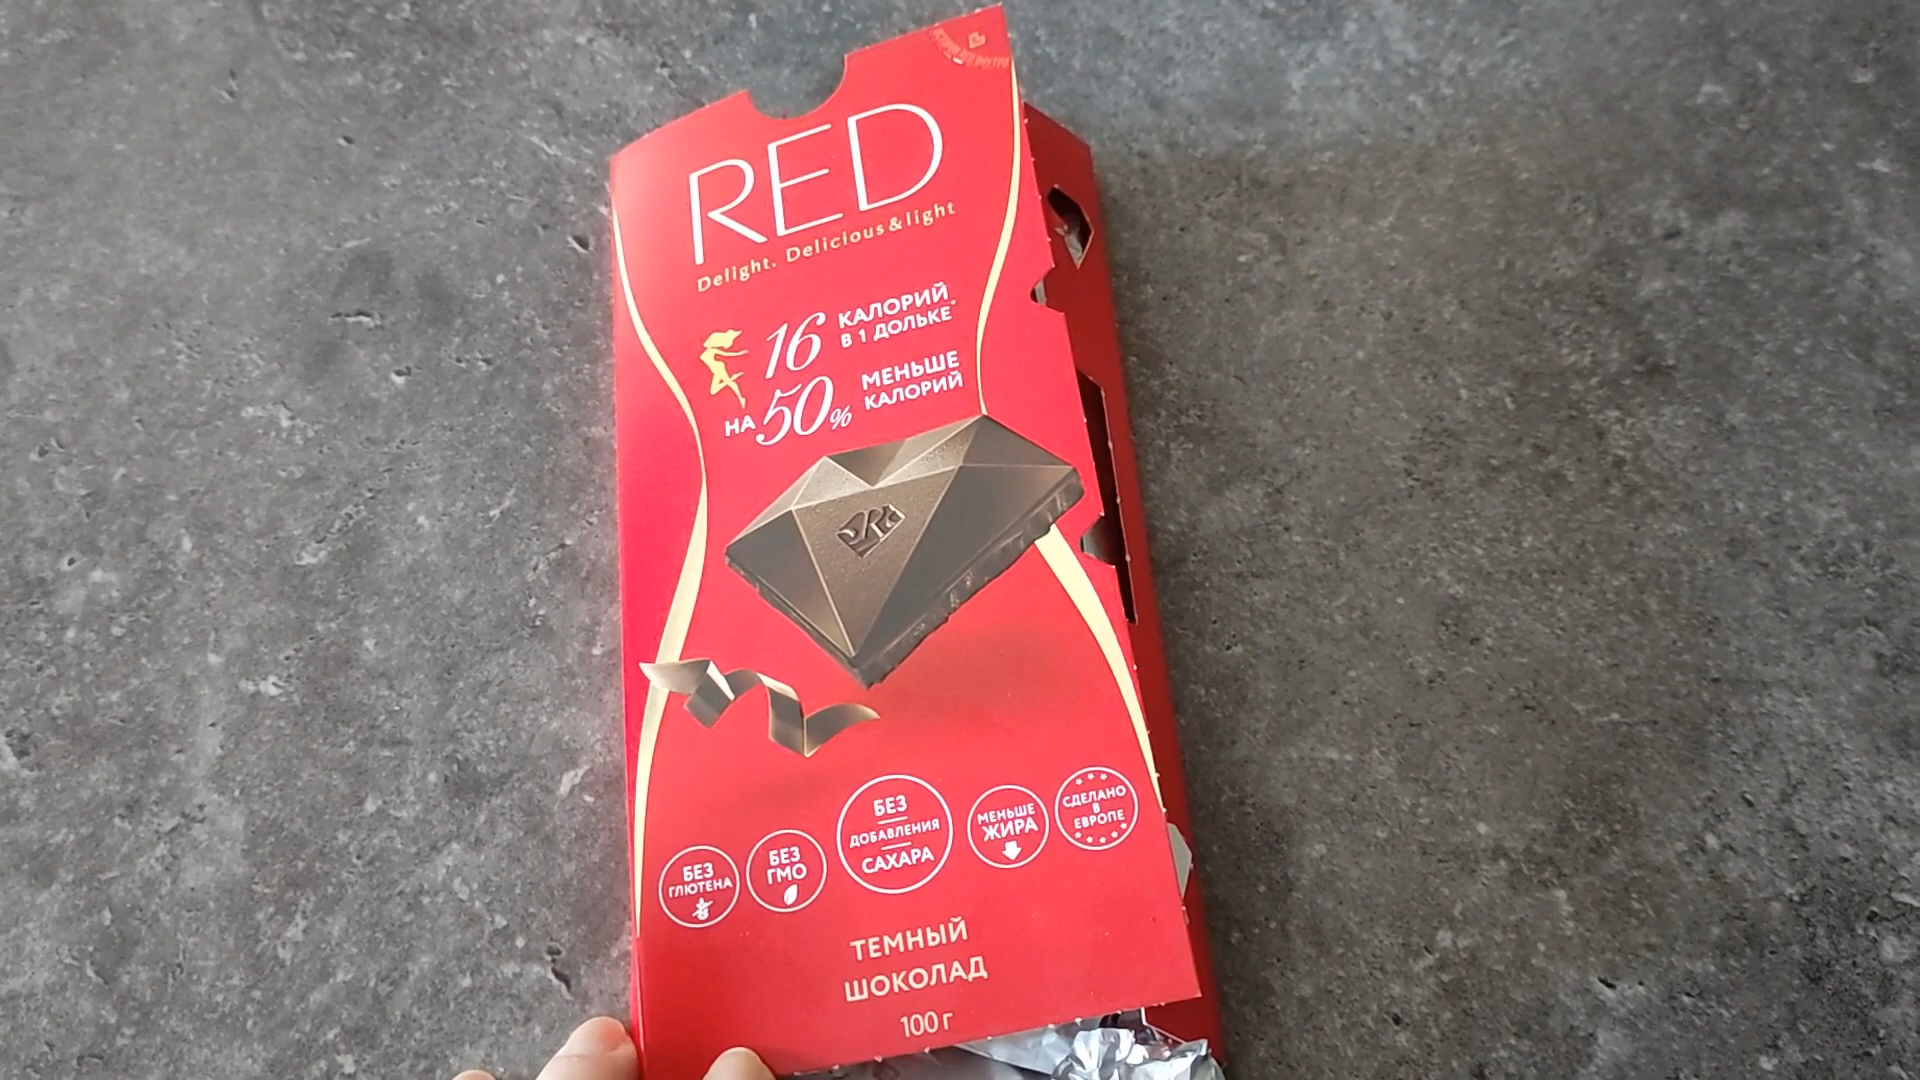 RED
Delight. Delicious & light
16 КАЛОРИЙ
В 1 ДОЛЬКЕ*
НА 50% МЕНЬШЕ
КАЛОРИЙ
БЕЗ
ГЛЮТЕНА
БЕЗ
ГМО
БЕЗ
ДОБАВЛЕНИЯ
САХАРА
МЕНЬШЕ
ЖИРА
СДЕЛАНО
В
ЕВРОПЕ
ТЕМНЫЙ
ШОКОЛАД
100 г